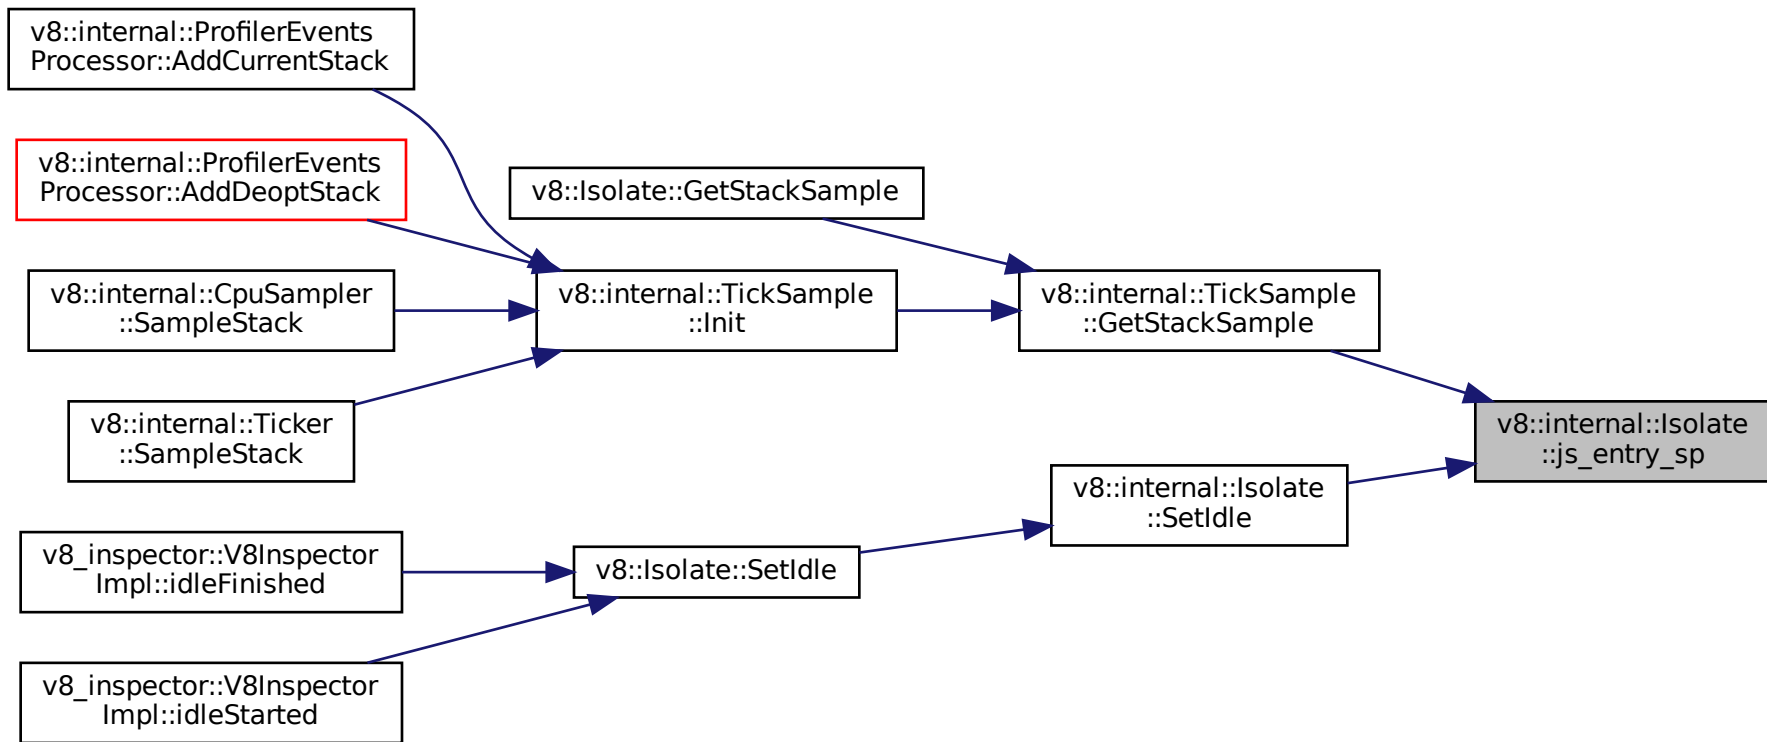 v8::internal::ProfilerEvents
Processor::AddCurrentStack
v8::internal::ProfilerEvents
Processor::AddDeoptStack
v8::internal::CpuSampler
::SampleStack
v8::internal::Ticker
::SampleStack
v8_inspector::V8Inspector
Impl::idleFinished
v8_inspector::V8Inspector
Impl::idleStarted
v8::Isolate::GetStackSample
v8::internal::TickSample
::Init
v8::Isolate::SetIdle
v8::internal::TickSample
::GetStackSample
v8::internal::Isolate
::SetIdle
v8::internal::Isolate
::js_entry_sp